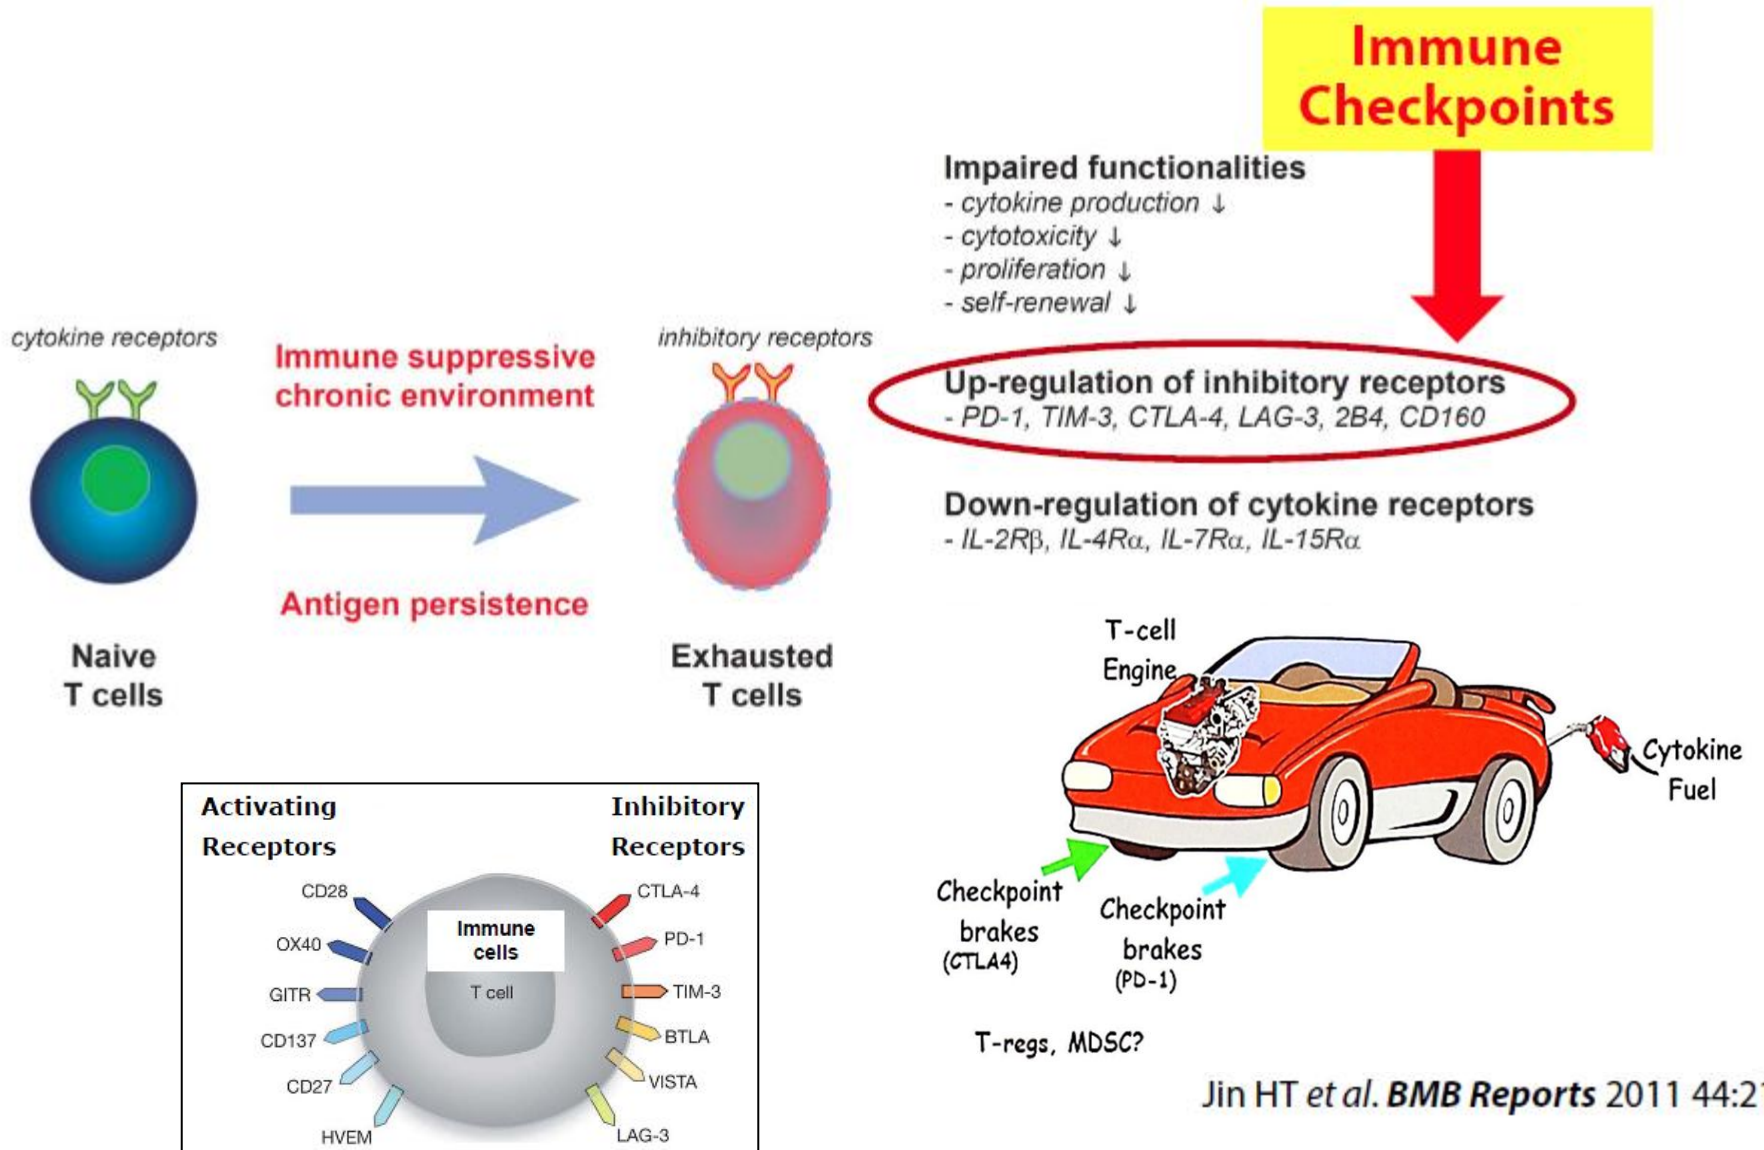 Immune
Checkpoints
Impaired functionalities
- cytokine production ↓
- cytotoxicity ↓
- proliferation ↓
- self-renewal ↓
cytokine receptors
Immune suppressive
chronic environment
inhibitory receptors
Up-regulation of inhibitory receptors
- PD-1, TIM-3, CTLA-4, LAG-3, 2B4, CD160
Down-regulation of cytokine receptors
- IL-2Rβ, IL-4Rα, IL-7Rα, IL-15Rα
Antigen persistence
Naive
T cells
Exhausted
T cells
T-cell
Engine
Cytokine
Fuel
Checkpoint
brakes
(CTLA4)
Checkpoint
brakes
(PD-1)
T-regs, MDSC?
Activating
Receptors
Inhibitory
Receptors
CD28
OX40
GITR
CD137
CD27
HVEM
Immune
cells
T cell
CTLA-4
PD-1
TIM-3
BTLA
VISTA
LAG-3
Jin HT et al. BMB Reports 2011 44:2